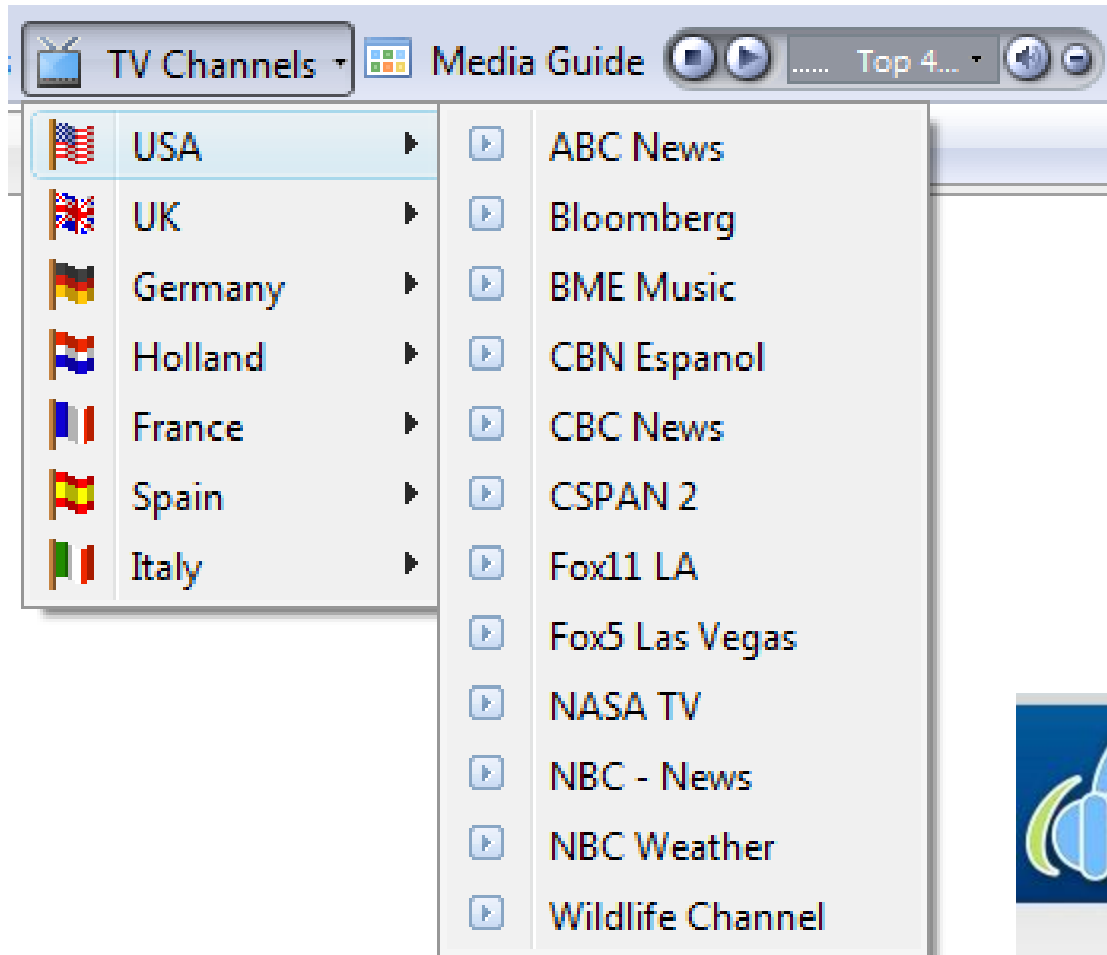 TV Channels
Media Guide
...... Top 4...
USA
UK
Germany
Holland
France
Spain
Italy
ABC News
Bloomberg
BME Music
CBN Espanol
CBC News
CSPAN 2
Fox11 LA
Fox5 Las Vegas
NASA TV
NBC - News
NBC Weather
Wildlife Channel